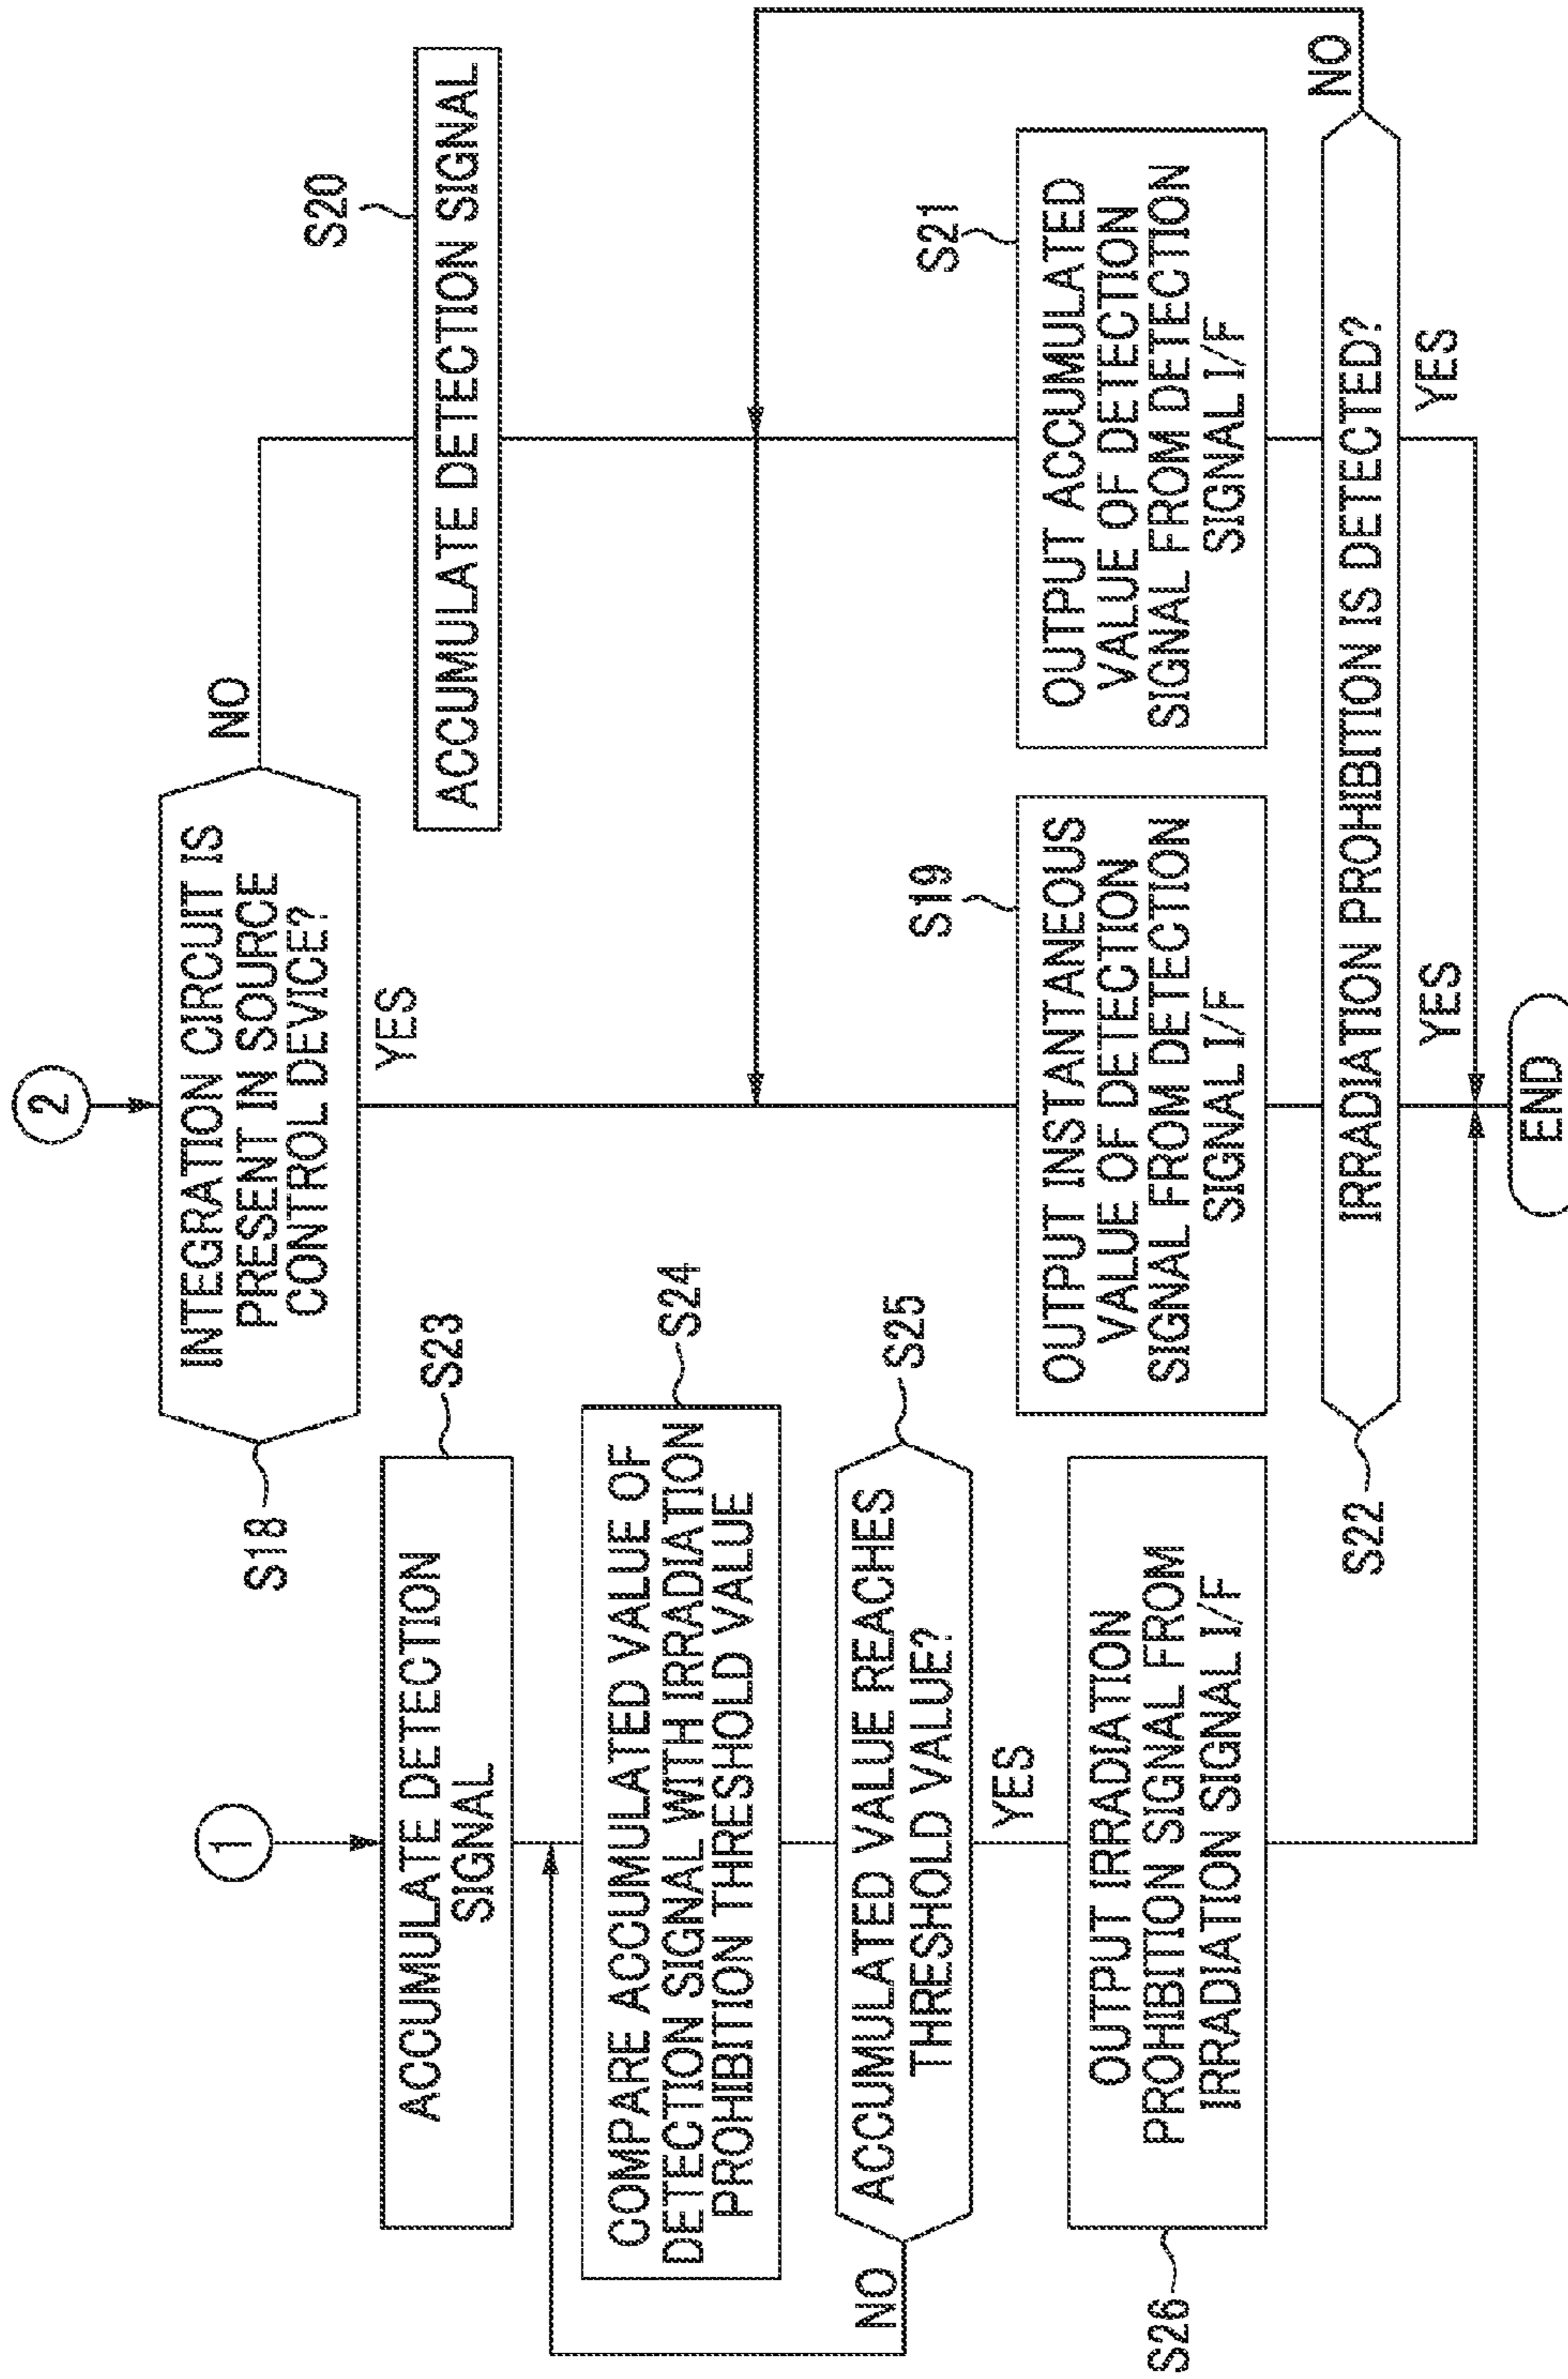 1
ACCUMULATE DETECTION
SIGNAL
S23
COMPARE ACCUMULATED VALUE OF
DETECTION SIGNAL WITH IRRADIATION
PROHIBITION THRESHOLD VALUE
S24
ACCUMULATED VALUE REACHES
THRESHOLD VALUE?
S25
NO
YES
OUTPUT IRRADIATION
PROHIBITION SIGNAL FROM
IRRADIATION SIGNAL I/F
S26
2
INTEGRATION CIRCUIT IS
PRESENT IN SOURCE
CONTROL DEVICE?
S18
NO
YES
ACCUMULATE DETECTION SIGNAL
S20
OUTPUT INSTANTANEOUS
VALUE OF DETECTION
SIGNAL FROM DETECTION
SIGNAL I/F
S19
OUTPUT ACCUMULATED
VALUE OF DETECTION
SIGNAL FROM DETECTION
SIGNAL I/F
S21
IRRADIATION PROHIBITION IS DETECTED?
S22
NO
YES
YES
END